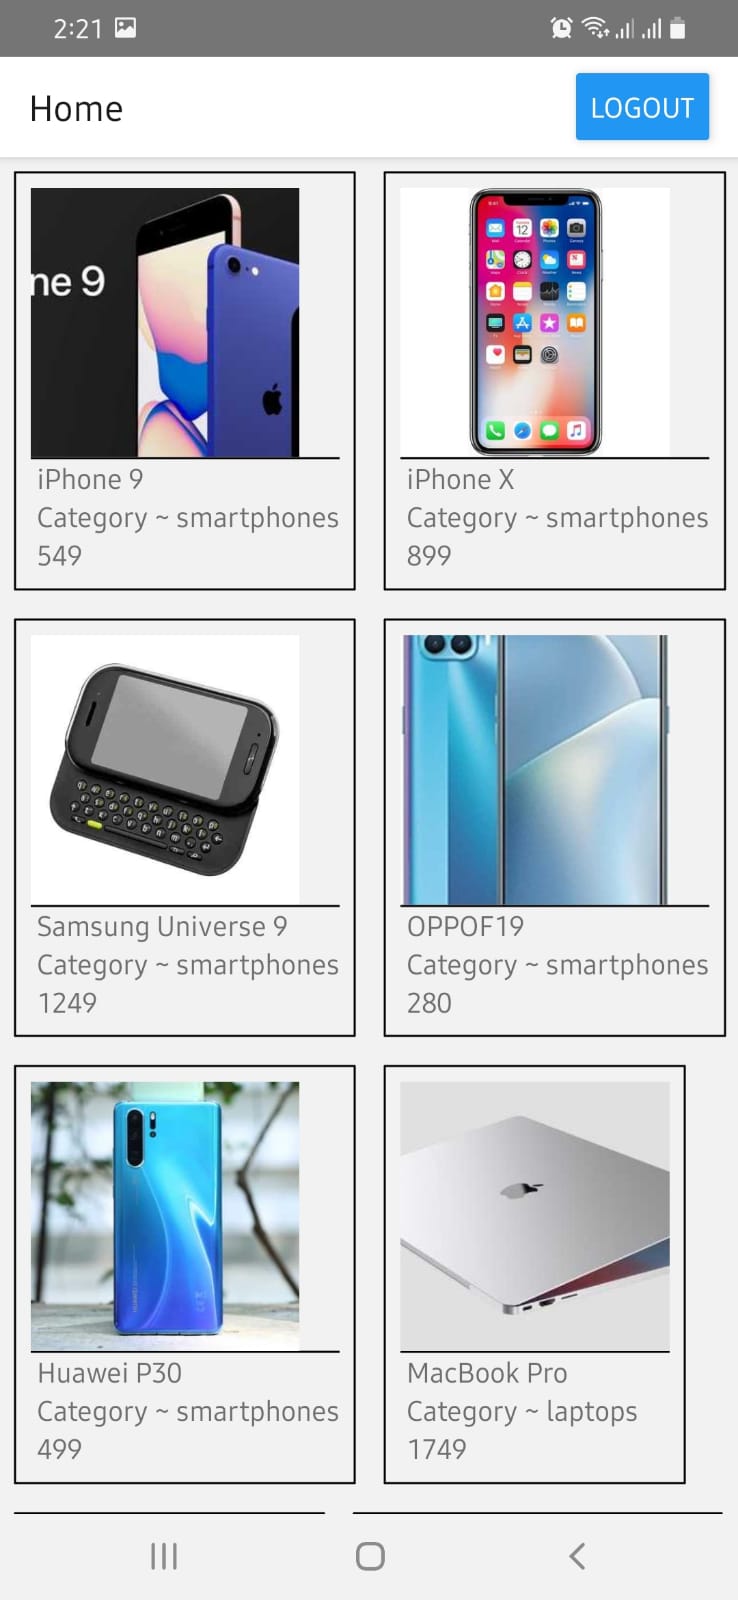 2:21
Home
LOGOUT
ne 9
iPhone 9
Category ~ smartphones
549
iPhone X
Category ~ smartphones
899
Samsung Universe 9
Category ~ smartphones
1249
OPPOF19
Category ~ smartphones
280
Huawei P30
Category ~ smartphones
499
MacBook Pro
Category ~ laptops
1749